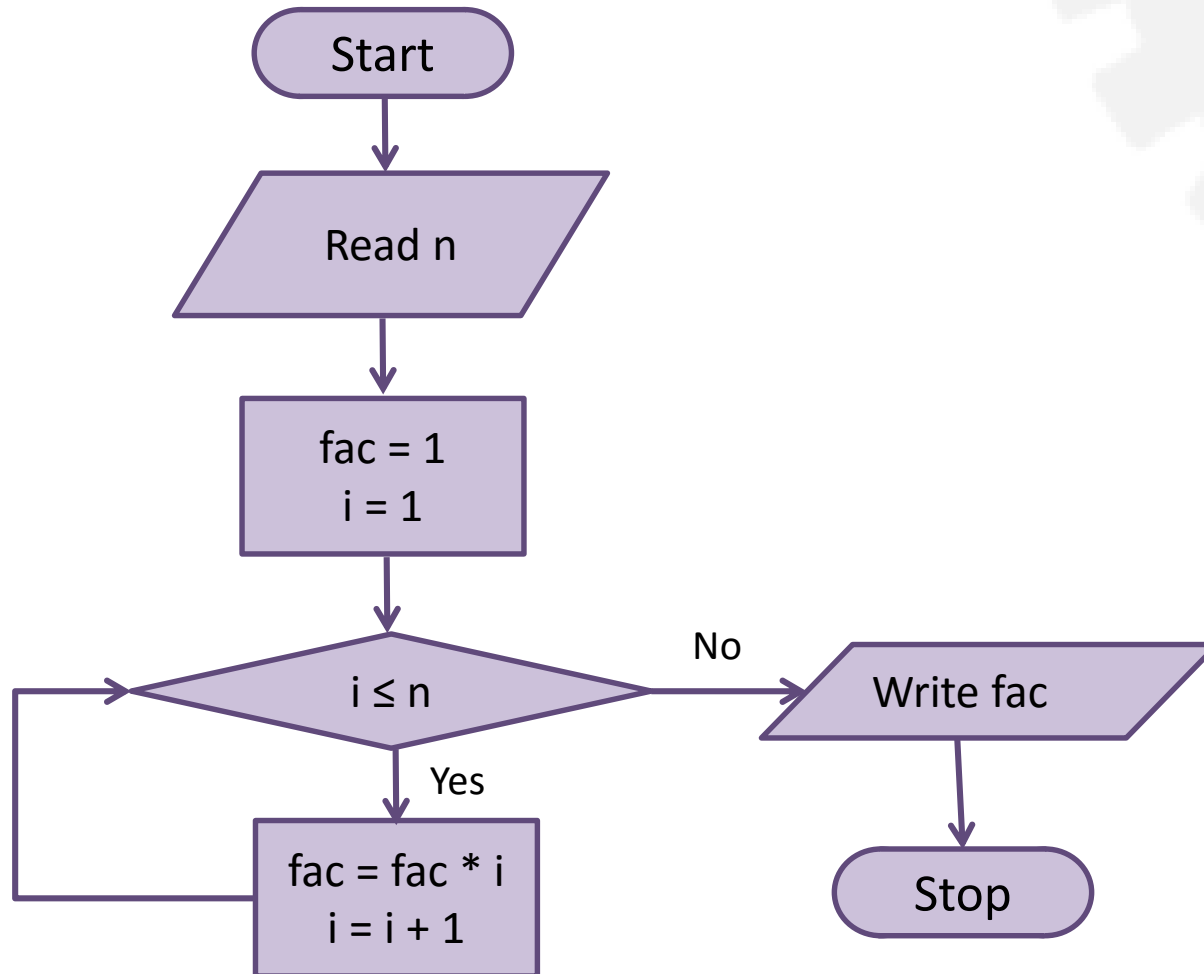 Start
Read n
fac = 1
i = 1
i ≤ n
No
Write fac
Yes
fac = fac * i
i = i + 1
Stop